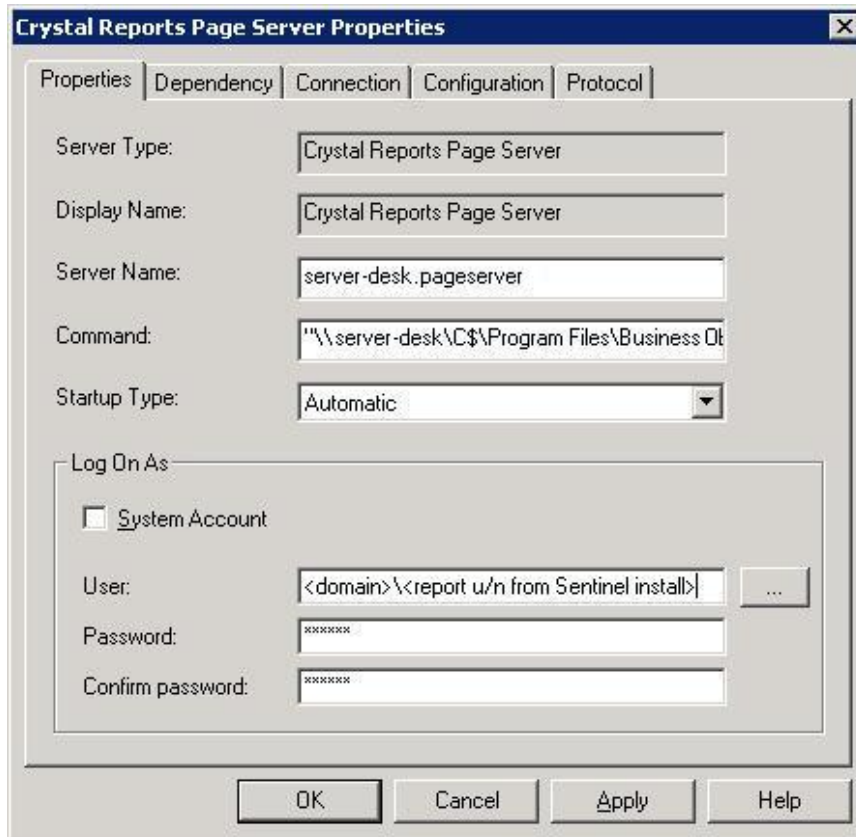 Crystal Reports Page Server Properties
Properties Dependency Connection Configuration Protocol
Server Type: Crystal Reports Page Server
Display Name: Crystal Reports Page Server
Server Name: server-desk.pageserver
Command: "\\server-desk\C$\Program Files\Business Ob
Startup Type: Automatic
Log On As
System Account
User: <domain>\<report u/n from Sentinel install> ...
Password: ******
Confirm password: ******
OK Cancel Apply Help